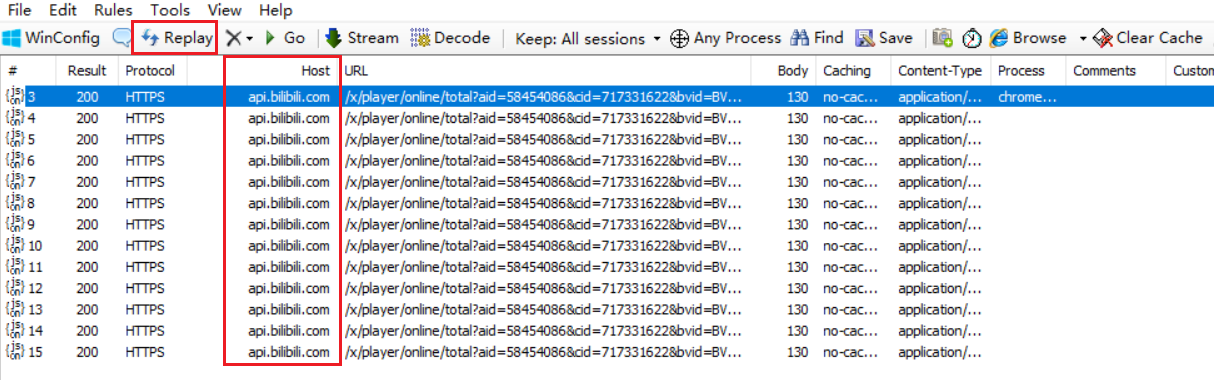 File Edit Rules Tools View Help
WinConfig Replay Go Stream Decode Keep: All sessions Any Process Find Save Browse Clear Cache
# Result Protocol Host URL Body Caching Content-Type Process Comments Custom
3 200 HTTPS api.bilibili.com /x/player/online/total?aid=58454086&cid=717331622&bvid=BV... 130 no-cac... application/... chrome...
4 200 HTTPS api.bilibili.com /x/player/online/total?aid=58454086&cid=717331622&bvid=BV... 130 no-cac... application/...
5 200 HTTPS api.bilibili.com /x/player/online/total?aid=58454086&cid=717331622&bvid=BV... 130 no-cac... application/...
6 200 HTTPS api.bilibili.com /x/player/online/total?aid=58454086&cid=717331622&bvid=BV... 130 no-cac... application/...
7 200 HTTPS api.bilibili.com /x/player/online/total?aid=58454086&cid=717331622&bvid=BV... 130 no-cac... application/...
8 200 HTTPS api.bilibili.com /x/player/online/total?aid=58454086&cid=717331622&bvid=BV... 130 no-cac... application/...
9 200 HTTPS api.bilibili.com /x/player/online/total?aid=58454086&cid=717331622&bvid=BV... 130 no-cac... application/...
10 200 HTTPS api.bilibili.com /x/player/online/total?aid=58454086&cid=717331622&bvid=BV... 130 no-cac... application/...
11 200 HTTPS api.bilibili.com /x/player/online/total?aid=58454086&cid=717331622&bvid=BV... 130 no-cac... application/...
12 200 HTTPS api.bilibili.com /x/player/online/total?aid=58454086&cid=717331622&bvid=BV... 130 no-cac... application/...
13 200 HTTPS api.bilibili.com /x/player/online/total?aid=58454086&cid=717331622&bvid=BV... 130 no-cac... application/...
14 200 HTTPS api.bilibili.com /x/player/online/total?aid=58454086&cid=717331622&bvid=BV... 130 no-cac... application/...
15 200 HTTPS api.bilibili.com /x/player/online/total?aid=58454086&cid=717331622&bvid=BV... 130 no-cac... application/...